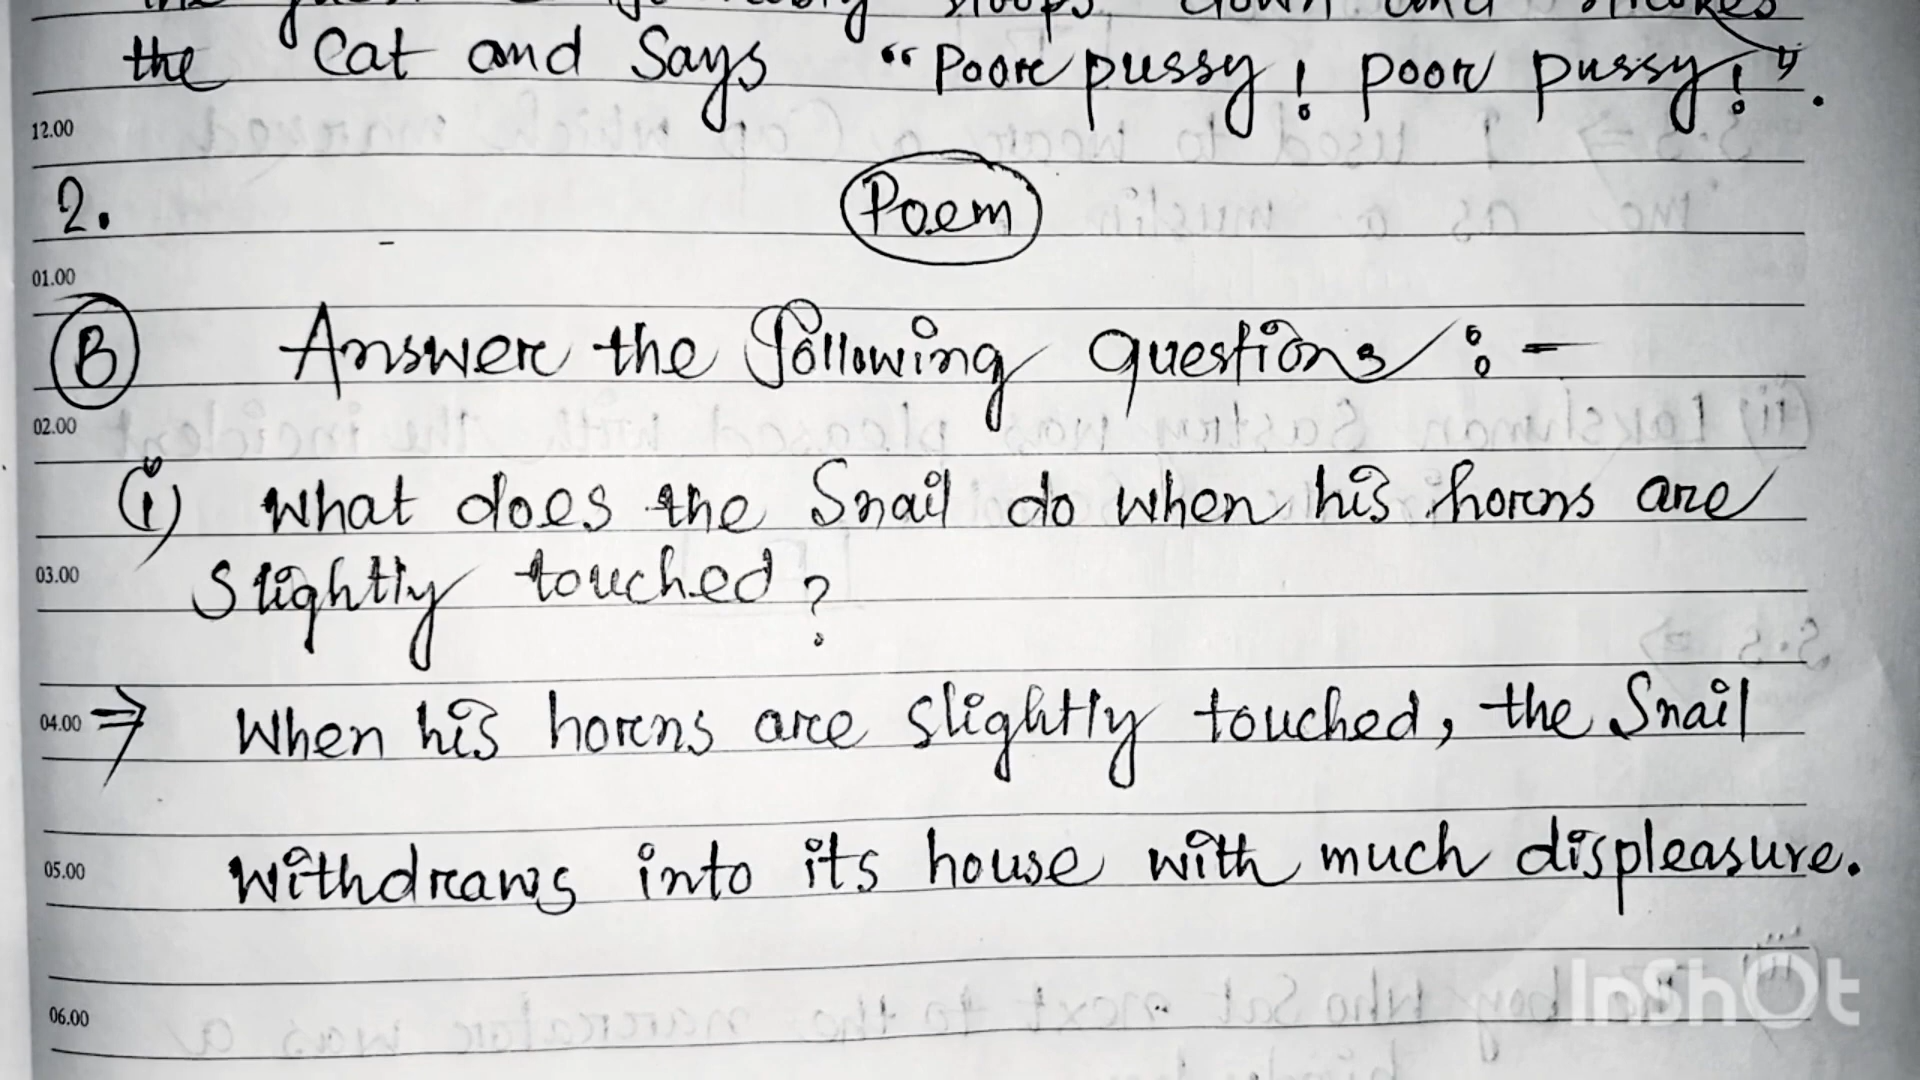 the Cat and Says "Poor pussy! poor pussy!".
12.00
2. Poem
01.00
B Answer the following questions :-
02.00
(i) What does the Snail do when his horns are
03.00 slightly touched?
04.00 ⇒ When his horns are slightly touched, the Snail
05.00 withdraws into its house with much displeasure.
06.00
InShOt